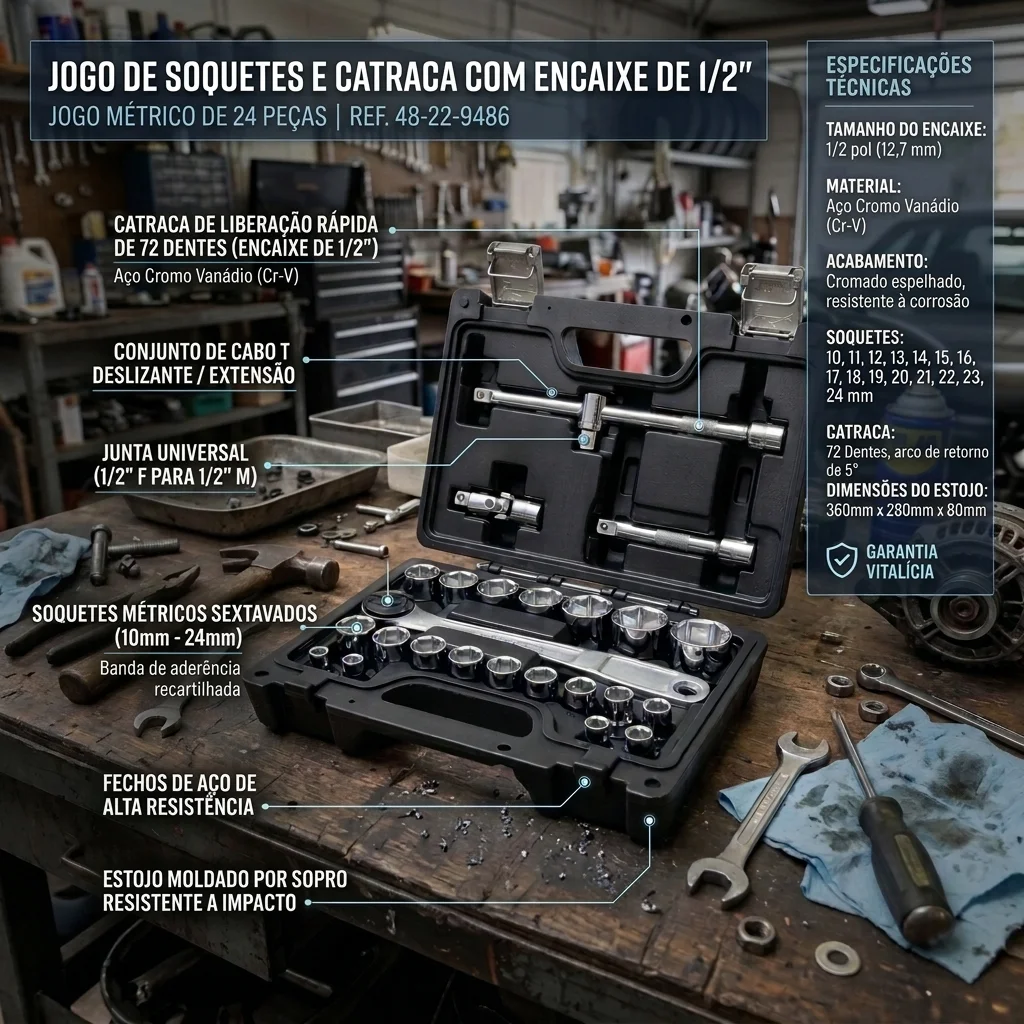 JOGO DE SOQUETES E CATRACA COM ENCAIXE DE 1/2"
JOGO MÉTRICO DE 24 PEÇAS | REF. 48-22-9486
CATRACA DE LIBERAÇÃO RÁPIDA
DE 72 DENTES (ENCAIXE DE 1/2")
Aço Cromo Vanádio (Cr-V)
CONJUNTO DE CABO T
DESLIZANTE / EXTENSÃO
JUNTA UNIVERSAL
(1/2" F PARA 1/2" M)
SOQUETES MÉTRICOS SEXTAVADOS
(10mm - 24mm)
Banda de aderência
recartilhada
FECHOS DE AÇO DE
ALTA RESISTÊNCIA
ESTOJO MOLDADO POR SOPRO
RESISTENTE A IMPACTO
ESPECIFICAÇÕES
TÉCNICAS
TAMANHO DO ENCAIXE:
1/2 pol (12,7 mm)
MATERIAL:
Aço Cromo Vanádio
(Cr-V)
ACABAMENTO:
Cromado espelhado,
resistente à corrosão
SOQUETES:
10, 11, 12, 13, 14, 15, 16,
17, 18, 19, 20, 21, 22, 23,
24 mm
CATRACA:
72 Dentes, arco de retorno
de 5°
DIMENSÕES DO ESTOJO:
360mm x 280mm x 80mm
GARANTIA
VITALÍCIA